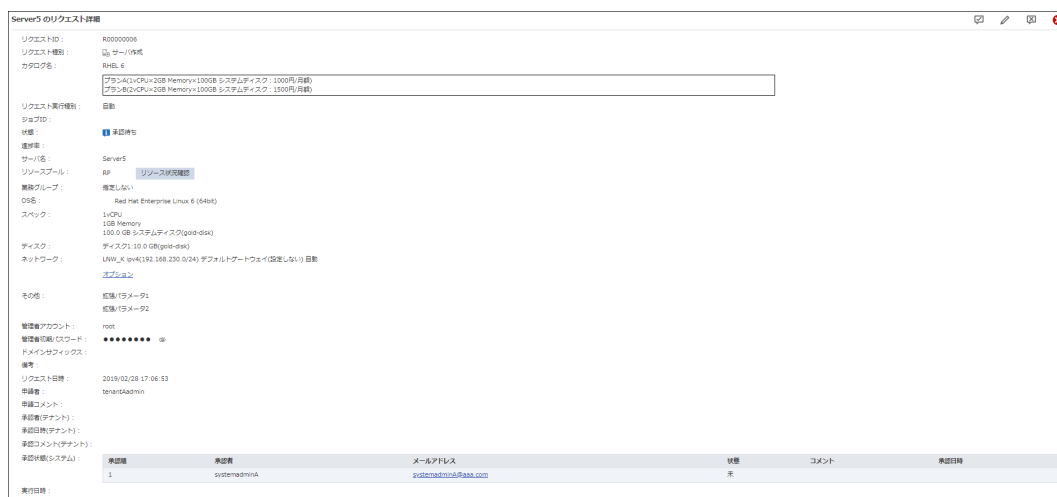 Server5 のリクエスト詳細
リクエストID： R00000006
リクエスト種別： サーバ作成
カタログ名： RHEL 6
プランA(1vCPU×2GB Memory×100GB システムディスク：1000円/月額)
プランB(2vCPU×2GB Memory×100GB システムディスク：1500円/月額)
リクエスト実行種別： 自動
ジョブID：
状態： 承認待ち
進捗率：
サーバ名： Server5
リソースプール： RP リソース状況確認
業務グループ： 指定しない
OS名： Red Hat Enterprise Linux 6 (64bit)
スペック： 1vCPU
1GB Memory
100.0 GB システムディスク(gold-disk)
ディスク： ディスク1:10.0 GB(gold-disk)
ネットワーク： LNW_K ipv4(192.168.230.0/24) デフォルトゲートウェイ(設定しない) 自動
オプション
その他： 拡張パラメータ1
拡張パラメータ2
管理者アカウント： root
管理者初期パスワード： ●●●●●●●●
ドメインサフィックス：
備考：
リクエスト日時： 2019/02/28 17:06:53
申請者： tenantAadmin
申請コメント：
承認者(テナント)：
承認日時(テナント)：
承認コメント(テナント)：
承認状態(システム)： 承認順 承認者 メールアドレス 状態 コメント 承認日時
1 systemadminA systemadminA@aaa.com 未
実行日時：